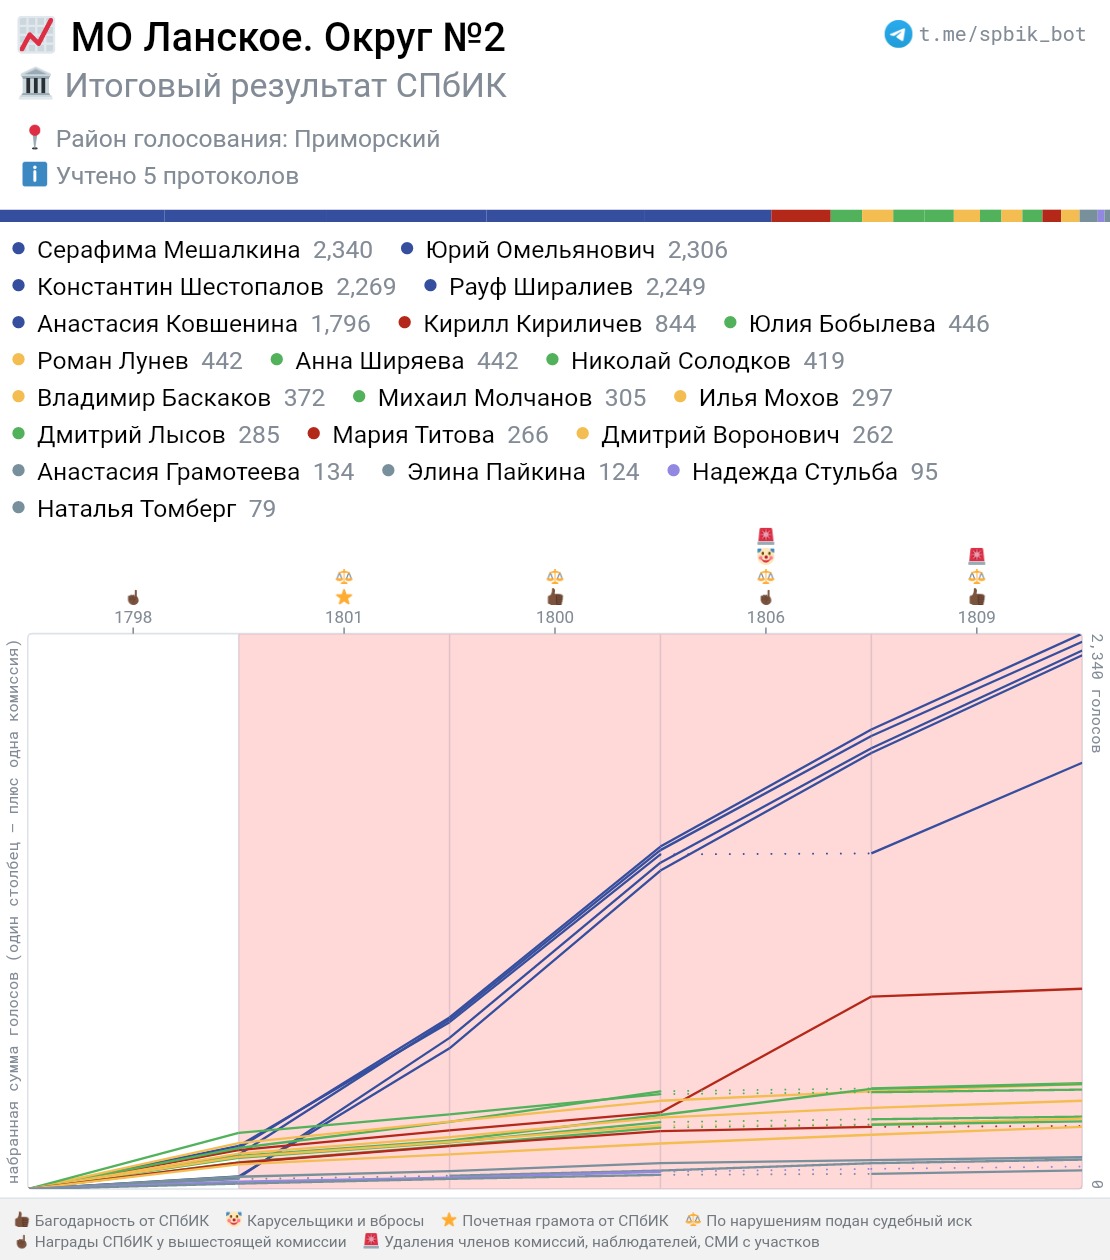 МО Ланское. Округ №2
t.me/spbik_bot
Итоговый результат СПбИК
Район голосования: Приморский
Учтено 5 протоколов
Серафима Мешалкина 2,340 Юрий Омельянович 2,306
Константин Шестопалов 2,269 Рауф Ширалиев 2,249
Анастасия Ковшенина 1,796 Кирилл Кириличев 844 Юлия Бобылева 446
Роман Лунев 442 Анна Ширяева 442 Николай Солодков 419
Владимир Баскаков 372 Михаил Молчанов 305 Илья Мохов 297
Дмитрий Лысов 285 Мария Титова 266 Дмитрий Воронович 262
Анастасия Грамотеева 134 Элина Пайкина 124 Надежда Стульба 95
Наталья Томберг 79
1798 1801 1800 1806 1809
набранная сумма голосов (один столбец – плюс одна комиссия)
2,340 голосов
0
Багодарность от СПбИК Карусельщики и вбросы Почетная грамота от СПбИК По нарушениям подан судебный иск
Награды СПбИК у вышестоящей комиссии Удаления членов комиссий, наблюдателей, СМИ с участков